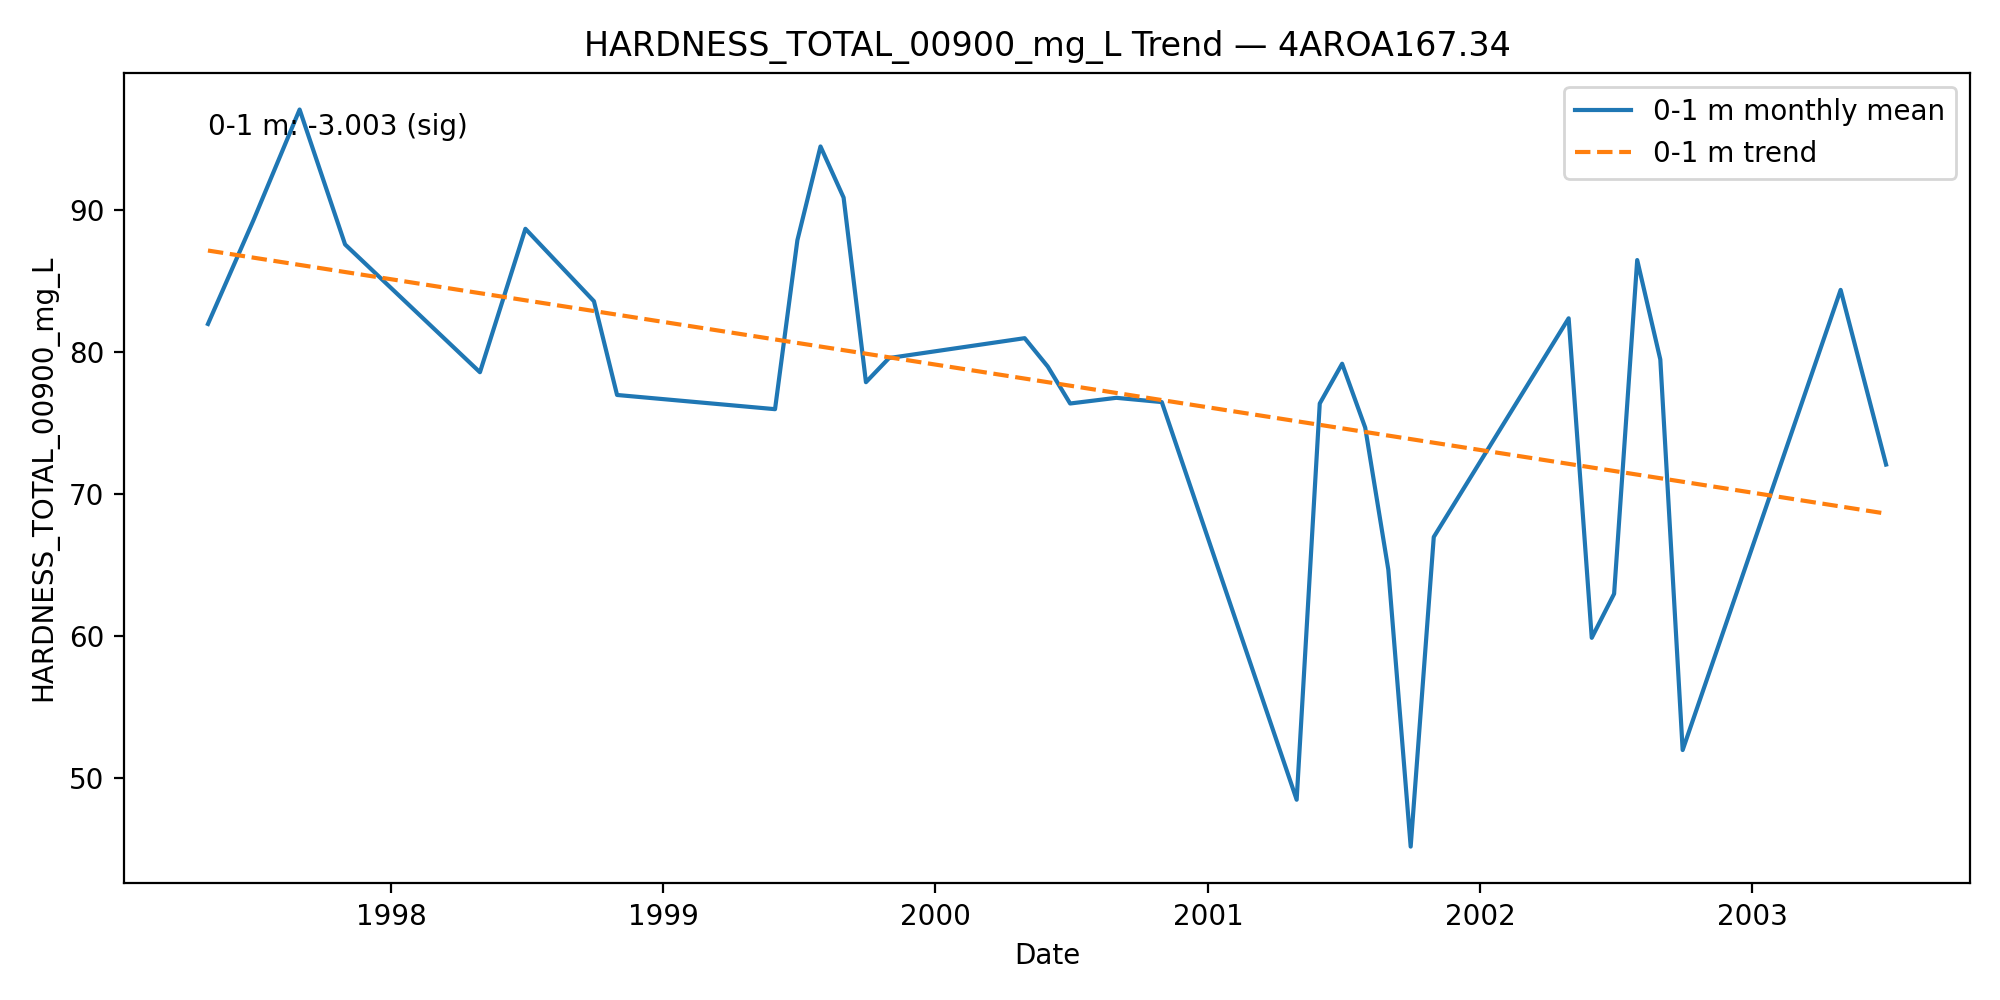 HARDNESS_TOTAL_00900_mg_L Trend — 4AROA167.34
0-1 m: -3.003 (sig)
0-1 m monthly mean
0-1 m trend
HARDNESS_TOTAL_00900_mg_L
90
80
70
60
50
1998
1999
2000
2001
2002
2003
Date